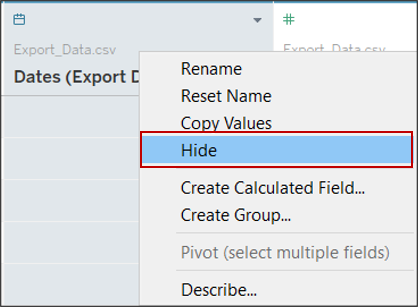 Export_Data.csv
Export_Data.csv
Dates (Export D
Rename
Reset Name
Copy Values
Hide
Create Calculated Field...
Create Group...
Pivot (select multiple fields)
Describe...